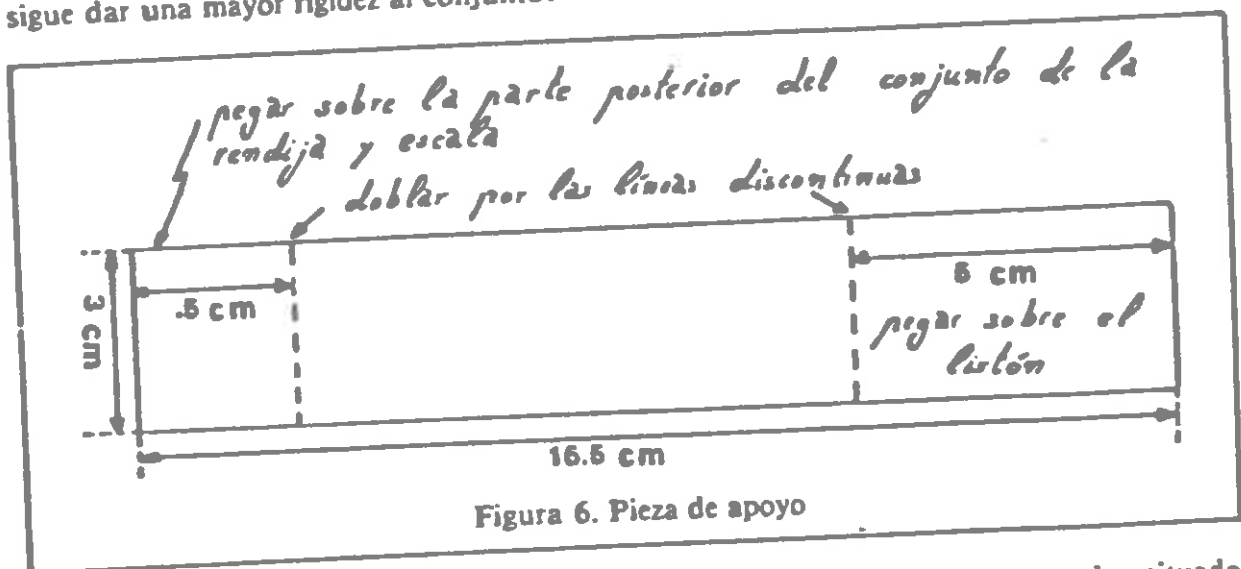 sigue dar una mayor rigidez al conjunto.
pegar sobre la parte posterior del conjunto de la
rendija y escala
doblar por las líneas discontinuas
3 cm
.5 cm
5 cm
pegar sobre el
listón
16.5 cm
Figura 6. Pieza de apoyo
situado